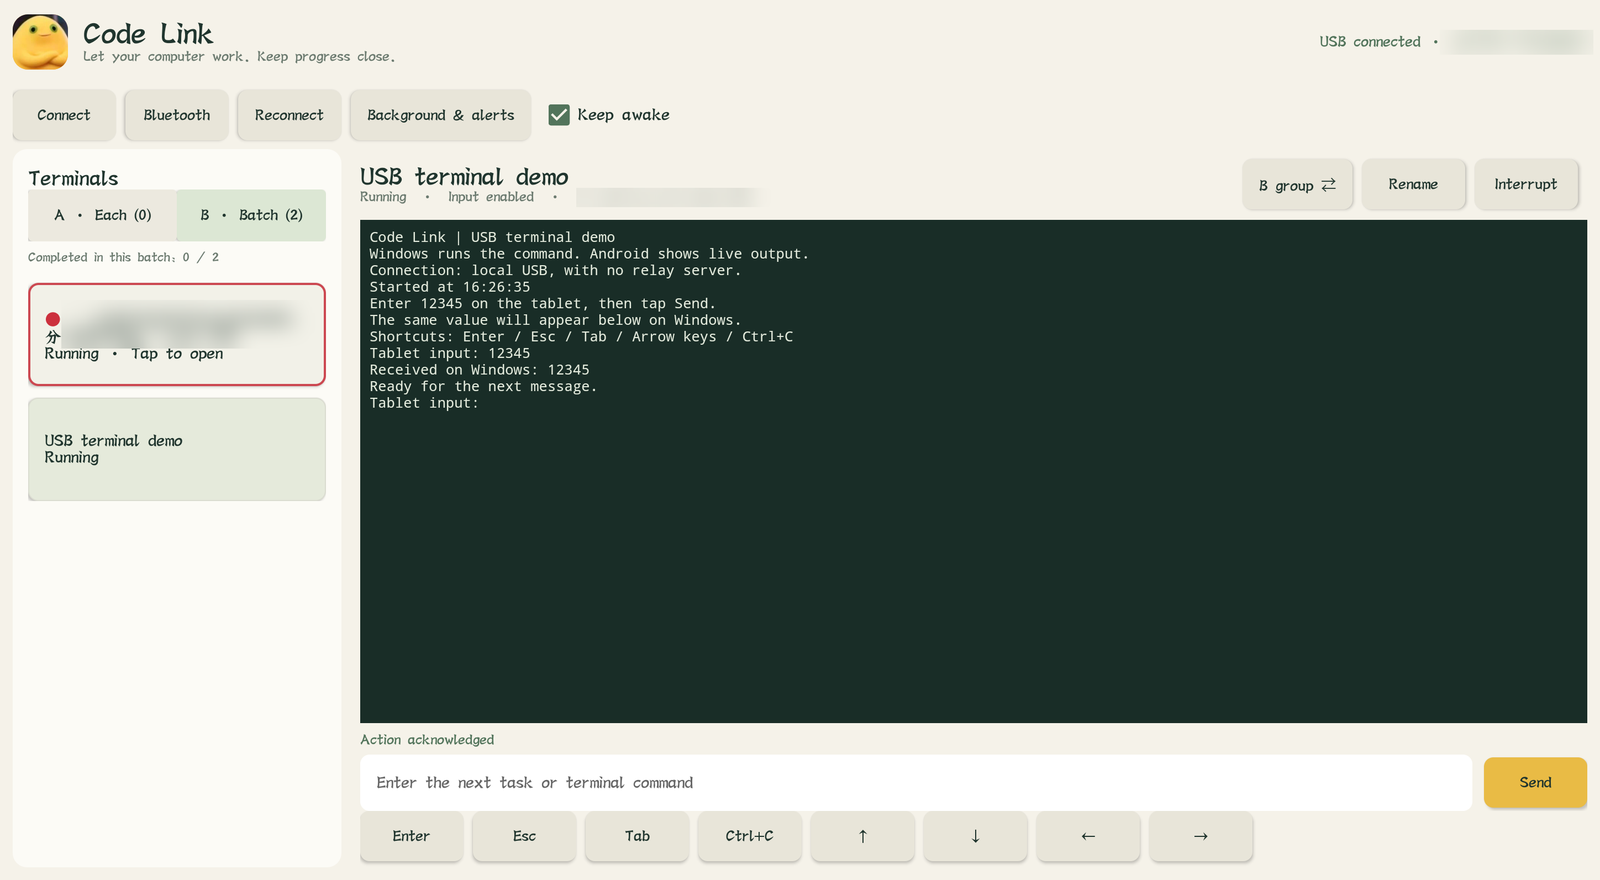 Code Link
Let your computer work. Keep progress close.
USB connected •
Connect
Bluetooth
Reconnect
Background & alerts
Keep awake
Terminals
A • Each (0)
B • Batch (2)
Completed in this batch: 0 / 2
分
Running • Tap to open
USB terminal demo
Running
USB terminal demo
Running • Input enabled •
B group ⇄
Rename
Interrupt
Code Link | USB terminal demo
Windows runs the command. Android shows live output.
Connection: local USB, with no relay server.
Started at 16:26:35
Enter 12345 on the tablet, then tap Send.
The same value will appear below on Windows.
Shortcuts: Enter / Esc / Tab / Arrow keys / Ctrl+C
Tablet input: 12345
Received on Windows: 12345
Ready for the next message.
Tablet input:
Action acknowledged
Enter the next task or terminal command
Send
Enter
Esc
Tab
Ctrl+C
↑
↓
←
→